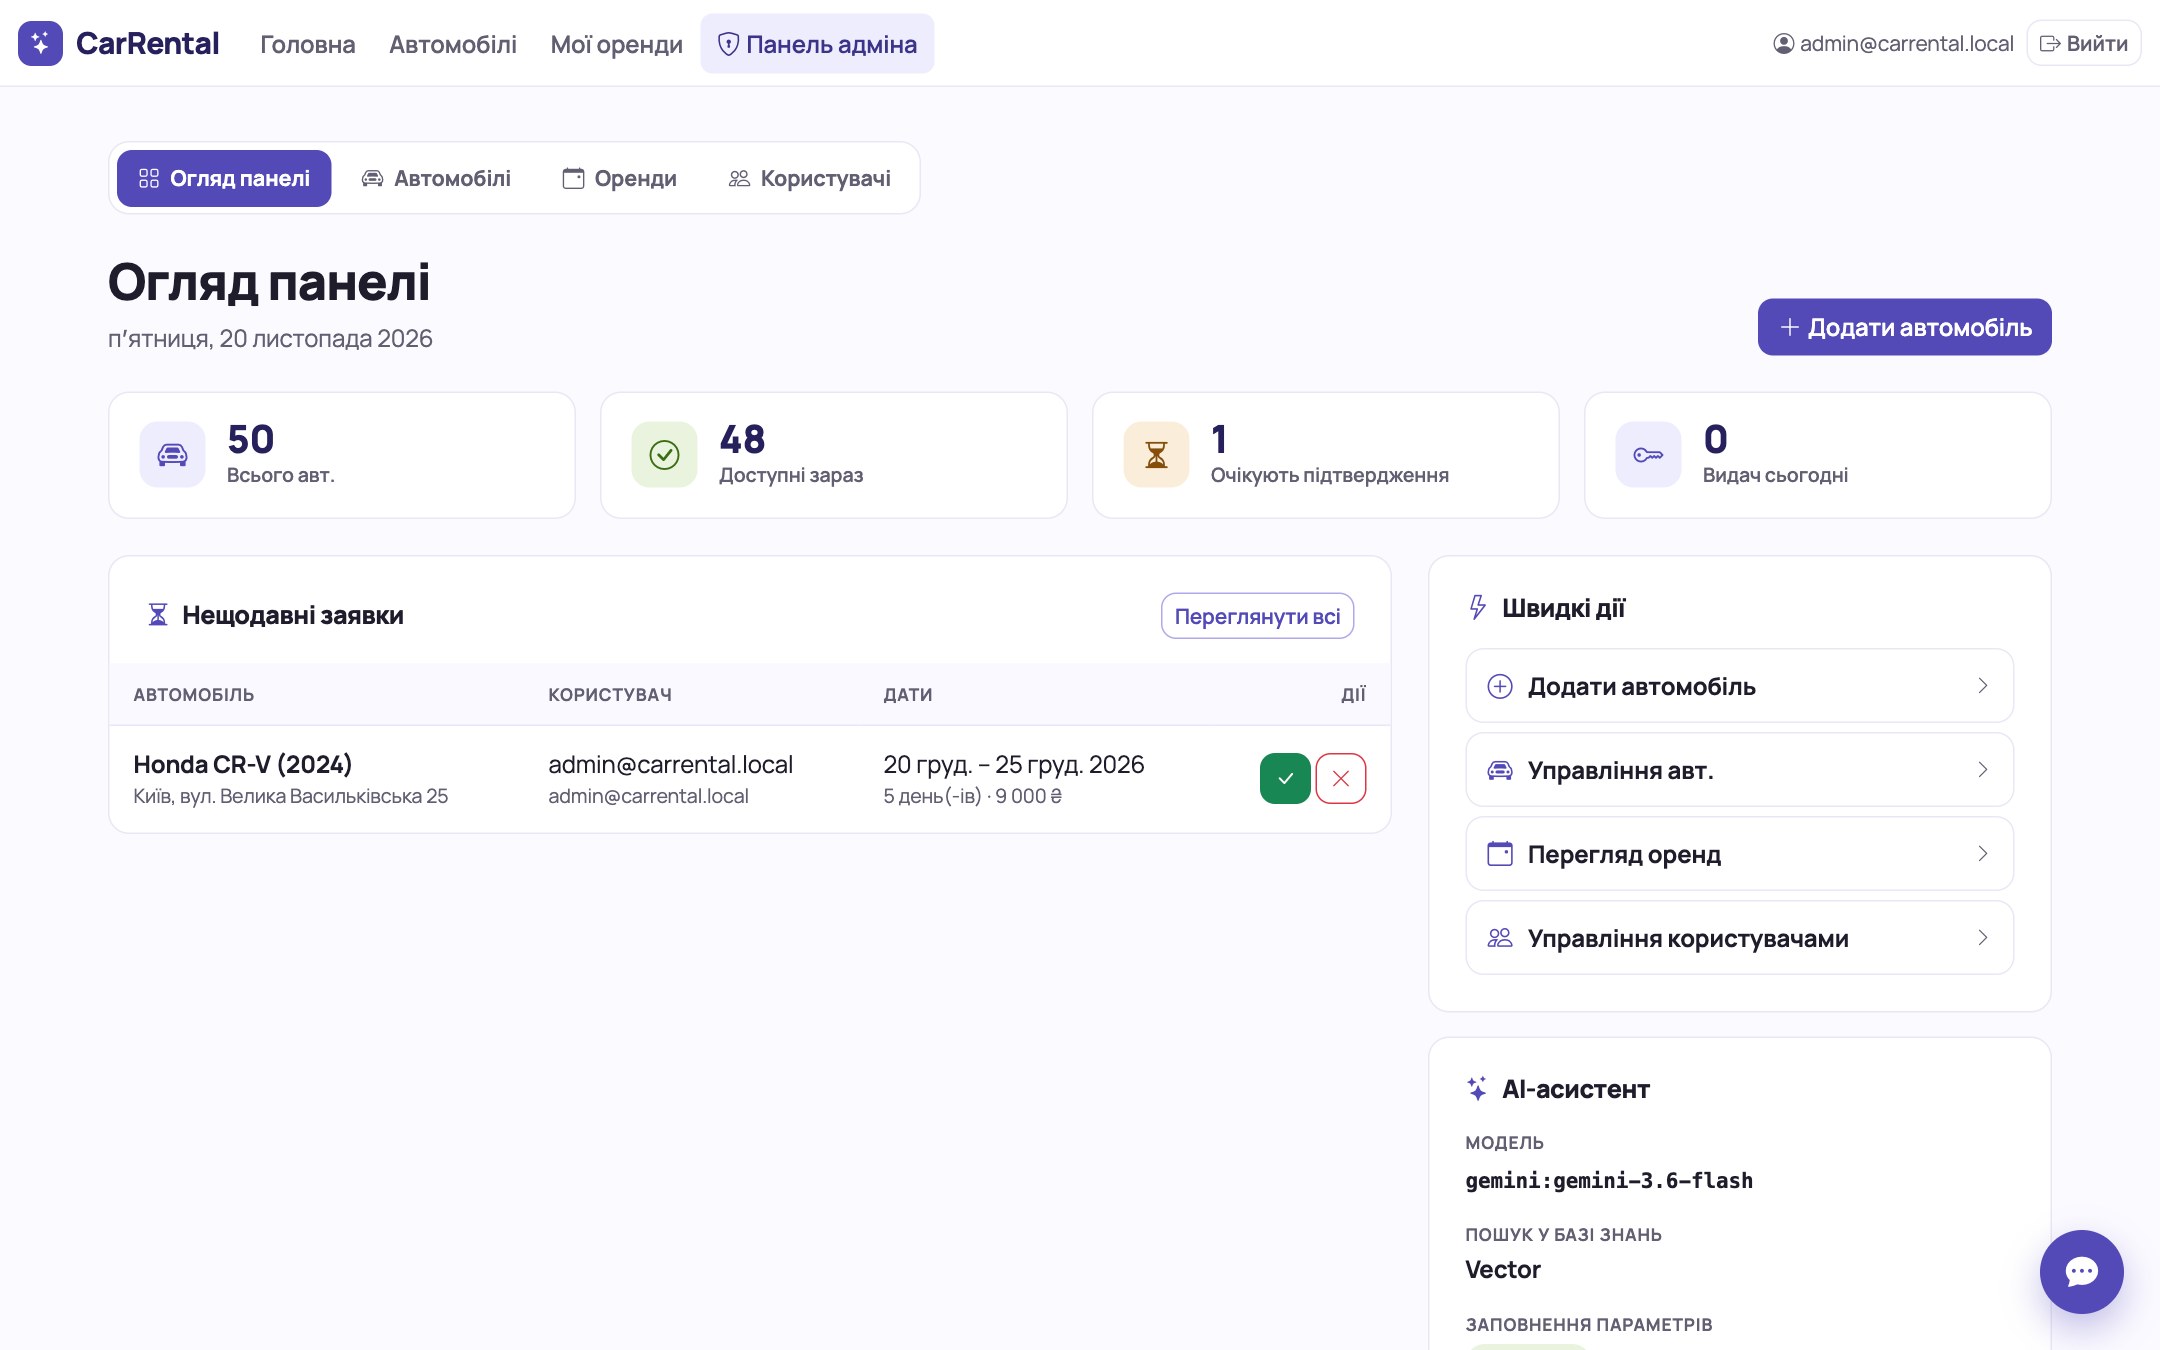 CarRental
Головна
Автомобілі
Мої оренди
Панель адміна
admin@carrental.local
Вийти
Огляд панелі
Автомобілі
Оренди
Користувачі
Огляд панелі
п’ятниця, 20 листопада 2026
Додати автомобіль
50
Всього авт.
48
Доступні зараз
1
Очікують підтвердження
0
Видач сьогодні
Нещодавні заявки
Переглянути всі
АВТОМОБІЛЬ
КОРИСТУВАЧ
ДАТИ
ДІЇ
Honda CR-V (2024)
Київ, вул. Велика Васильківська 25
admin@carrental.local
admin@carrental.local
20 груд. – 25 груд. 2026
5 день(-ів) · 9 000 ₴
Швидкі дії
Додати автомобіль
Управління авт.
Перегляд оренд
Управління користувачами
AI-асистент
МОДЕЛЬ
gemini:gemini-3.6-flash
ПОШУК У БАЗІ ЗНАНЬ
Vector
ЗАПОВНЕННЯ ПАРАМЕТРІВ